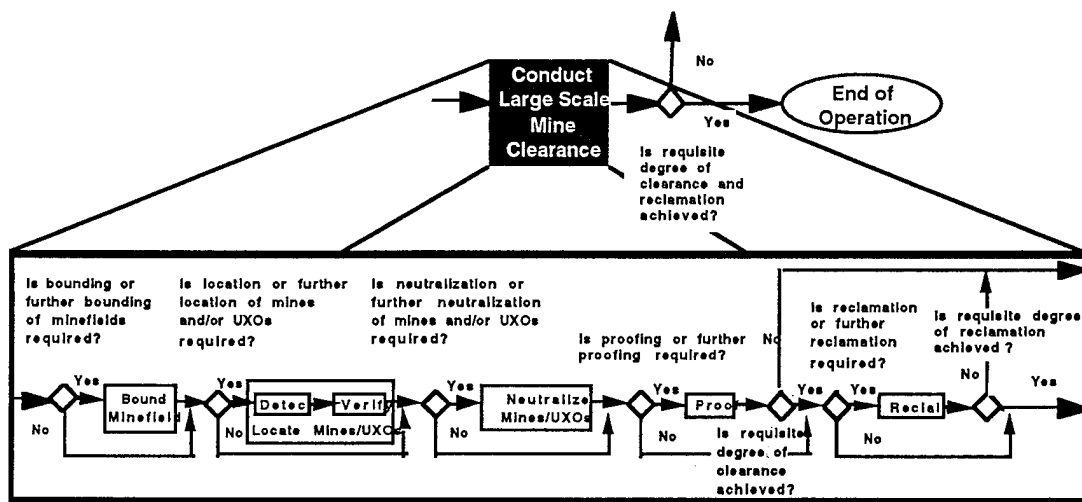 Conduct
Large Scale
Mine
Clearance
No
Yes
End of
Operation
Is requisite
degree of
clearance and
reclamation
achieved?
Is bounding or
further bounding
of minefields
required?
Is location or further
location of mines
and/or UXOs
required?
Is neutralization or
further neutralization
of mines and/or UXOs
required?
Is proofing or further
proofing required?
No
Is reclamation
or further
reclamation
required?
Is requisite degree
of reclamation
achieved?
Yes
Bound
Minefield
No
Yes
Detec
Verify
Locate Mines/UXOs
No
Yes
Neutralize
Mines/UXOs
No
Yes
Proo
No
Yes
Is requisite
degree of
clearance
achieved?
Yes
Reclai
No
No
Yes